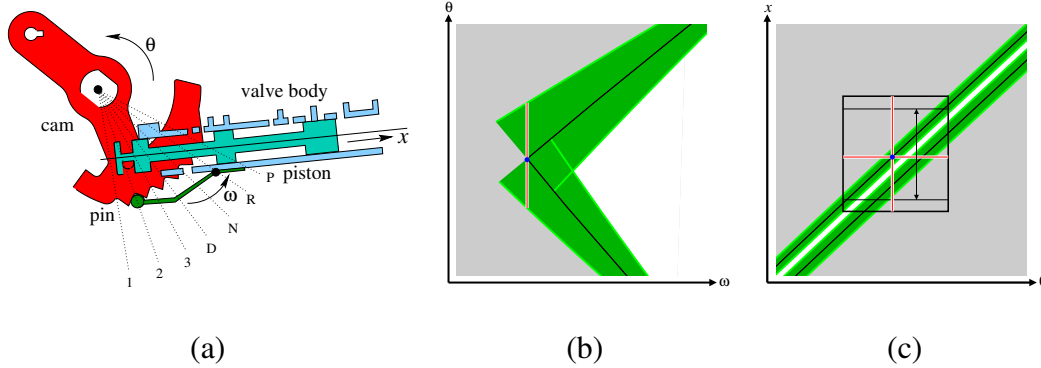 θ
cam
valve body
x
pin
piston
P
R
ω
N
D
3
2
1
(a)
θ
ω
(b)
x
(c)